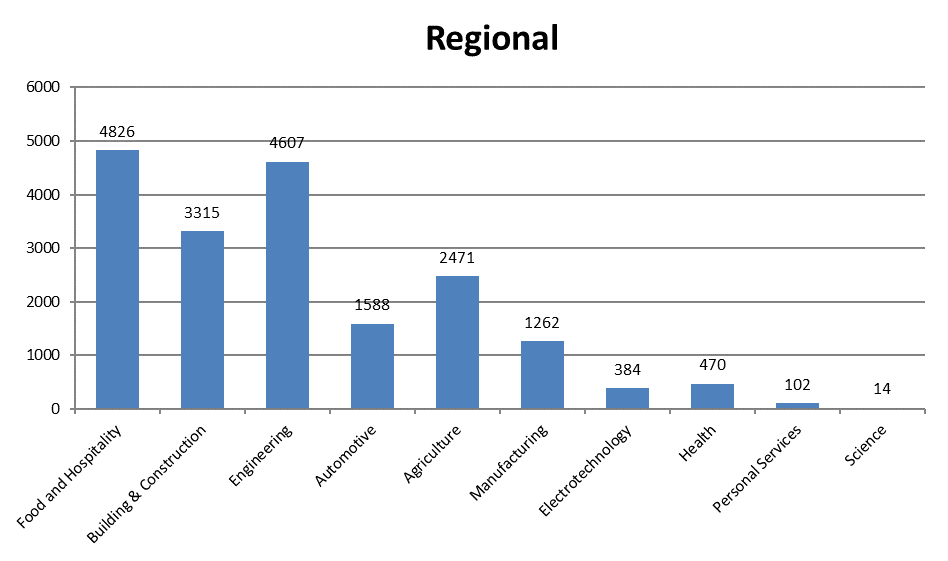 Regional
6000
5000
4000
3000
2000
1000
0
4826
3315
4607
1588
2471
1262
384
470
102
14
Food and Hospitality
Building & Construction
Engineering
Automotive
Agriculture
Manufacturing
Electrotechnology
Health
Personal Services
Science